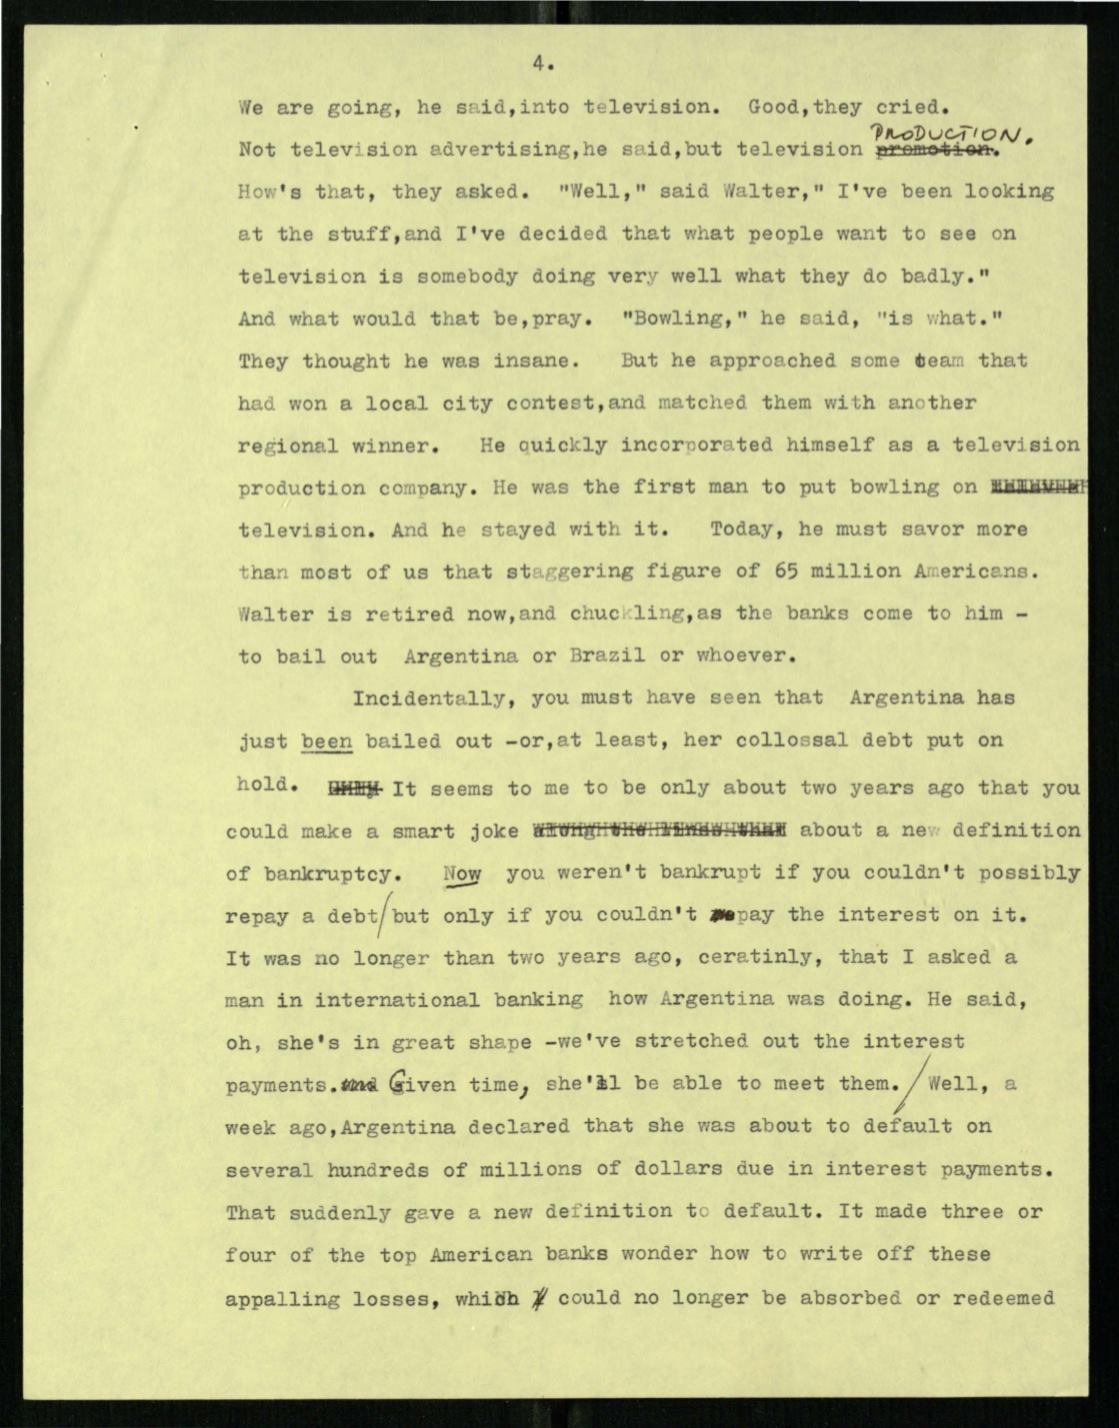 4.
We are going, he said,into television.  Good,they cried.
PRODUCTION.
Not television advertising,he said,but television promotion.
How's that, they asked.  "Well," said Walter," I've been looking
at the stuff,and I've decided that what people want to see on
television is somebody doing very well what they do badly."
And what would that be,pray.  "Bowling," he said, "is what."
They thought he was insane.   But he approached some team that
had won a local city contest,and matched them with another
regional winner.   He quickly incorporated himself as a television
production company. He was the first man to put bowling on
television. And he stayed with it.   Today, he must savor more
than most of us that staggering figure of 65 million Americans.
Walter is retired now,and chuckling,as the banks come to him -
to bail out  Argentina or Brazil or whoever.
Incidentally, you must have seen that  Argentina has
just been bailed out -or,at least, her collossal debt put on
hold. It seems to me to be only about two years ago that you
could make a smart joke about a new definition
of bankruptcy.   Now  you weren't bankrupt if you couldn't possibly
repay a debt/but only if you couldn't pay the interest on it.
It was no longer than two years ago, ceratinly, that I asked a
man in international banking  how Argentina was doing. He said,
oh, she's in great shape -we've stretched out the interest
payments. and Given time, she'll be able to meet them./Well, a
week ago,Argentina declared that she was about to default on
several hundreds of millions of dollars due in interest payments.
That suddenly gave a new definition to default. It made three or
four of the top American banks wonder how to write off these
appalling losses, which could no longer be absorbed or redeemed